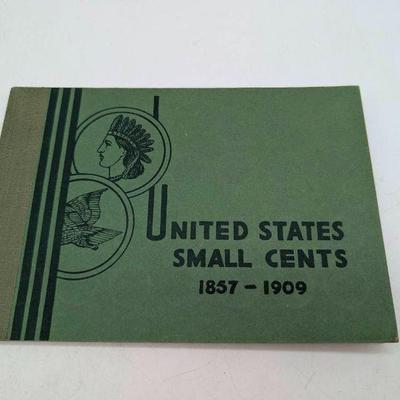 UNITED STATES
SMALL CENTS
1857 - 1909